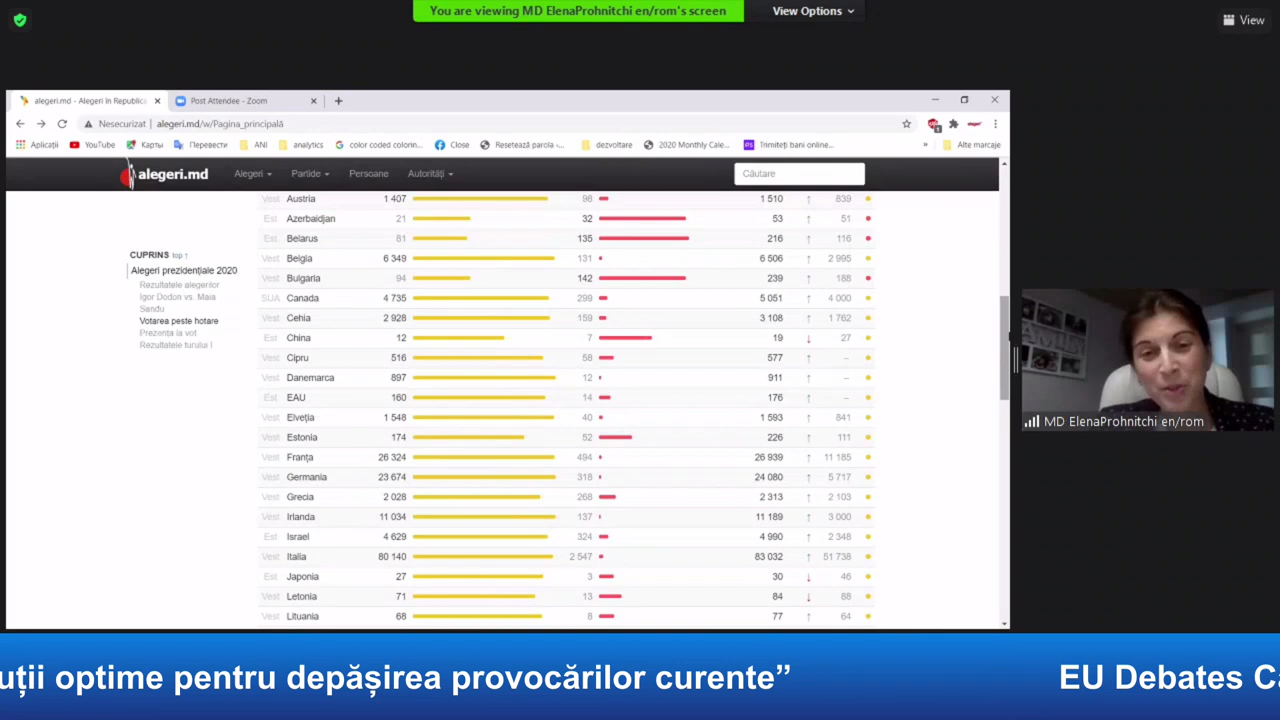 You are viewing MD ElenaProhnitchi en/rom's screen
View Options
View
alegeri.md - Alegeri în Republica
Post Attendee - Zoom
Nesecurizat | alegeri.md/w/Pagina_principală
Aplicații YouTube Карты Перевести ANI analytics color coded colorin... Close Resetează parola –... dezvoltare 2020 Monthly Cale... Trimiteți bani online... » Alte marcaje
alegeri.md Alegeri Partide Persoane Autorități Căutare
CUPRINS top ↑
Alegeri prezidențiale 2020
Rezultatele alegerilor
Igor Dodon vs. Maia
Sandu
Votarea peste hotare
Prezența la vot
Rezultatele turului I
Vest Austria 1 407 98 1 510 ↑ 839
Est Azerbaidjan 21 32 53 ↑ 51
Est Belarus 81 135 216 ↑ 116
Vest Belgia 6 349 131 6 506 ↑ 2 995
Vest Bulgaria 94 142 239 ↑ 188
SUA Canada 4 735 299 5 051 ↑ 4 000
Vest Cehia 2 928 159 3 108 ↑ 1 762
Est China 12 7 19 ↓ 27
Vest Cipru 516 58 577 ↑ –
Vest Danemarca 897 12 911 ↑ –
Est EAU 160 14 176 ↑ –
Vest Elveția 1 548 40 1 593 ↑ 841
Vest Estonia 174 52 226 ↑ 111
Vest Franța 26 324 494 26 939 ↑ 11 185
Vest Germania 23 674 318 24 080 ↑ 5 717
Vest Grecia 2 028 268 2 313 ↑ 2 103
Vest Irlanda 11 034 137 11 189 ↑ 3 000
Est Israel 4 629 324 4 990 ↑ 2 348
Vest Italia 80 140 2 547 83 032 ↑ 51 738
Est Japonia 27 3 30 ↓ 46
Vest Letonia 71 13 84 ↓ 88
Vest Lituania 68 8 77 ↑ 64
MD ElenaProhnitchi en/rom
uții optime pentru depășirea provocărilor curente” EU Debates Ca